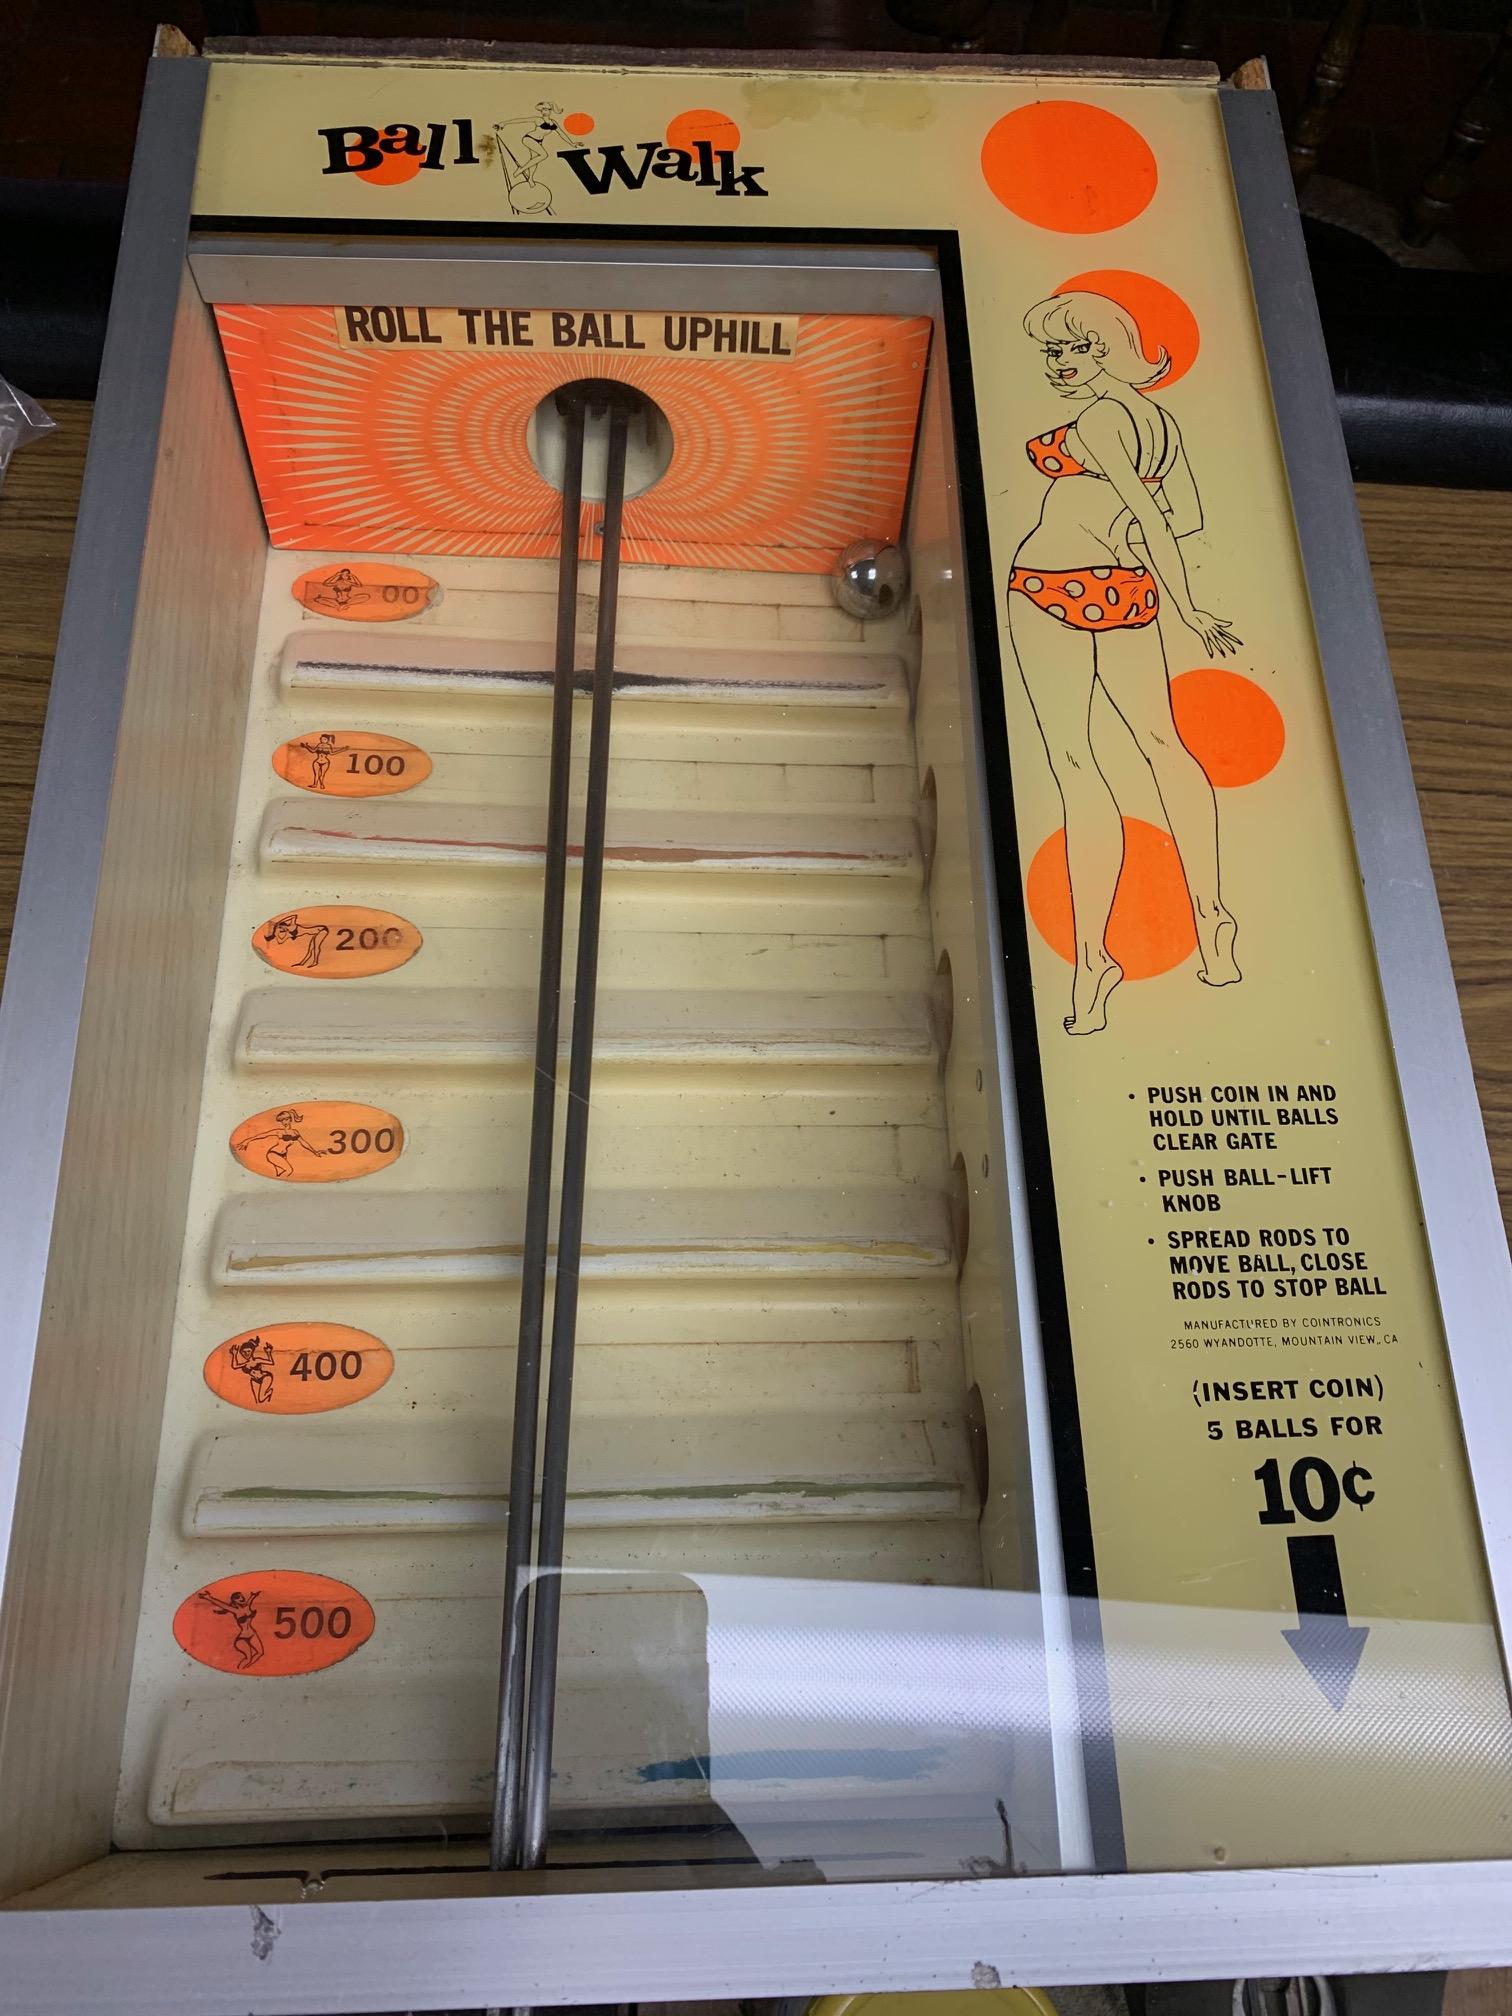 Ball Walk
ROLL THE BALL UPHILL
00
100
200
300
400
500
• PUSH COIN IN AND
HOLD UNTIL BALLS
CLEAR GATE
• PUSH BALL-LIFT
KNOB
• SPREAD RODS TO
MOVE BALL, CLOSE
RODS TO STOP BALL
MANUFACTURED BY COINTRONICS
2560 WYANDOTTE, MOUNTAIN VIEW, CA
(INSERT COIN)
5 BALLS FOR
10¢